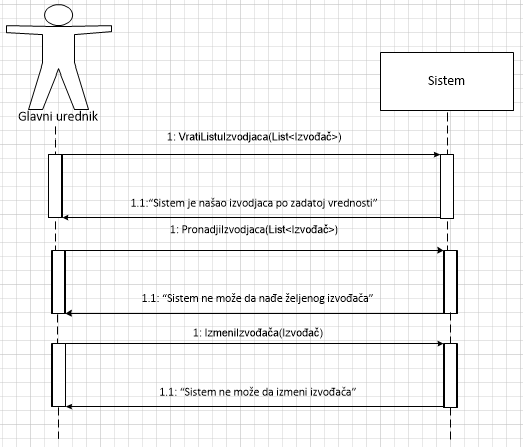 Glavni urednik
Sistem
1: VratiListuIzvodjaca(List<Izvođač>)
1.1:“Sistem je našao izvodjaca po zadatoj vrednosti”
1: PronadjiIzvodjaca(List<Izvođač>)
1.1: “Sistem ne može da nađe željenog izvođača”
1: IzmeniIzvođača(Izvođač)
1.1: “Sistem ne može da izmeni izvođača”